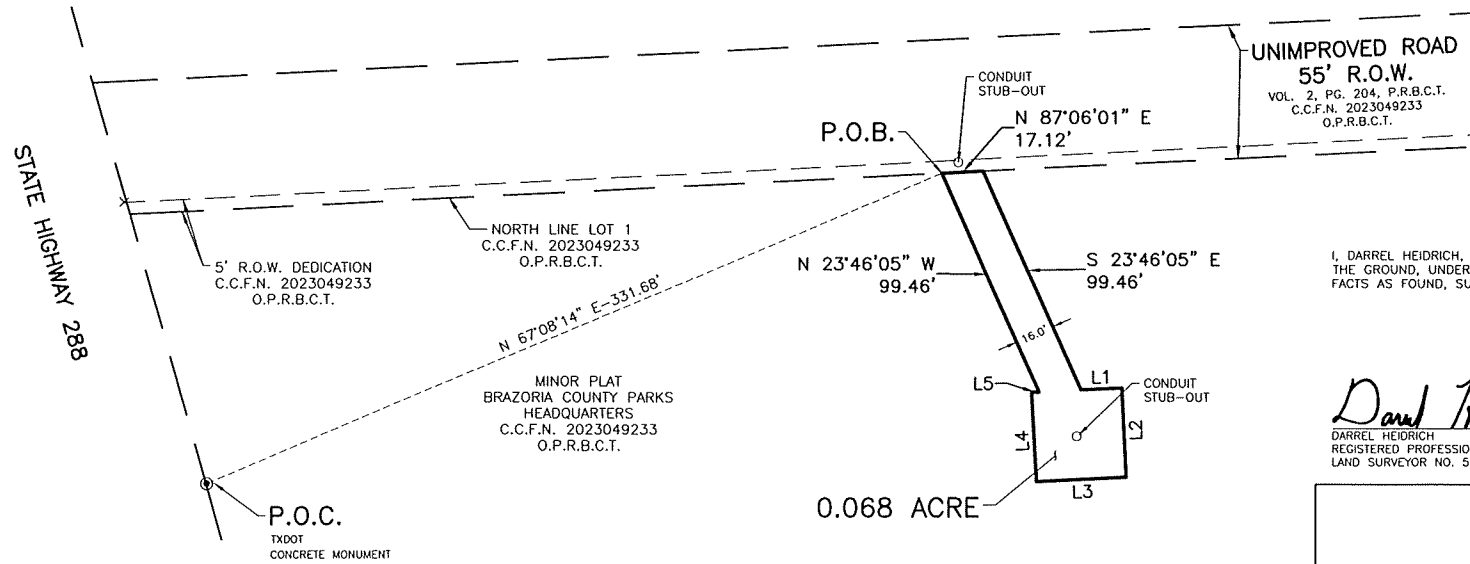 UNIMPROVED ROAD
55' R.O.W.
VOL. 2, PG. 204, P.R.B.C.T.
C.C.F.N. 2023049233
O.P.R.B.C.T.
CONDUIT
STUB-OUT
N 87°06'01" E
17.12'
P.O.B.
STATE HIGHWAY 288
NORTH LINE LOT 1
C.C.F.N. 2023049233
O.P.R.B.C.T.
5' R.O.W. DEDICATION
C.C.F.N. 2023049233
O.P.R.B.C.T.
N 67°08'14" E-331.68'
N 23°46'05" W
99.46'
S 23°46'05" E
99.46'
16.0'
I, DARREL HEIDRICH,
THE GROUND, UNDER
FACTS AS FOUND, SU
MINOR PLAT
BRAZORIA COUNTY PARKS
HEADQUARTERS
C.C.F.N. 2023049233
O.P.R.B.C.T.
L5
L1
CONDUIT
STUB-OUT
L4
L2
L3
0.068 ACRE
Darrel
DARREL HEIDRICH
REGISTERED PROFESSIO
LAND SURVEYOR NO. 5
P.O.C.
TXDOT
CONCRETE MONUMENT